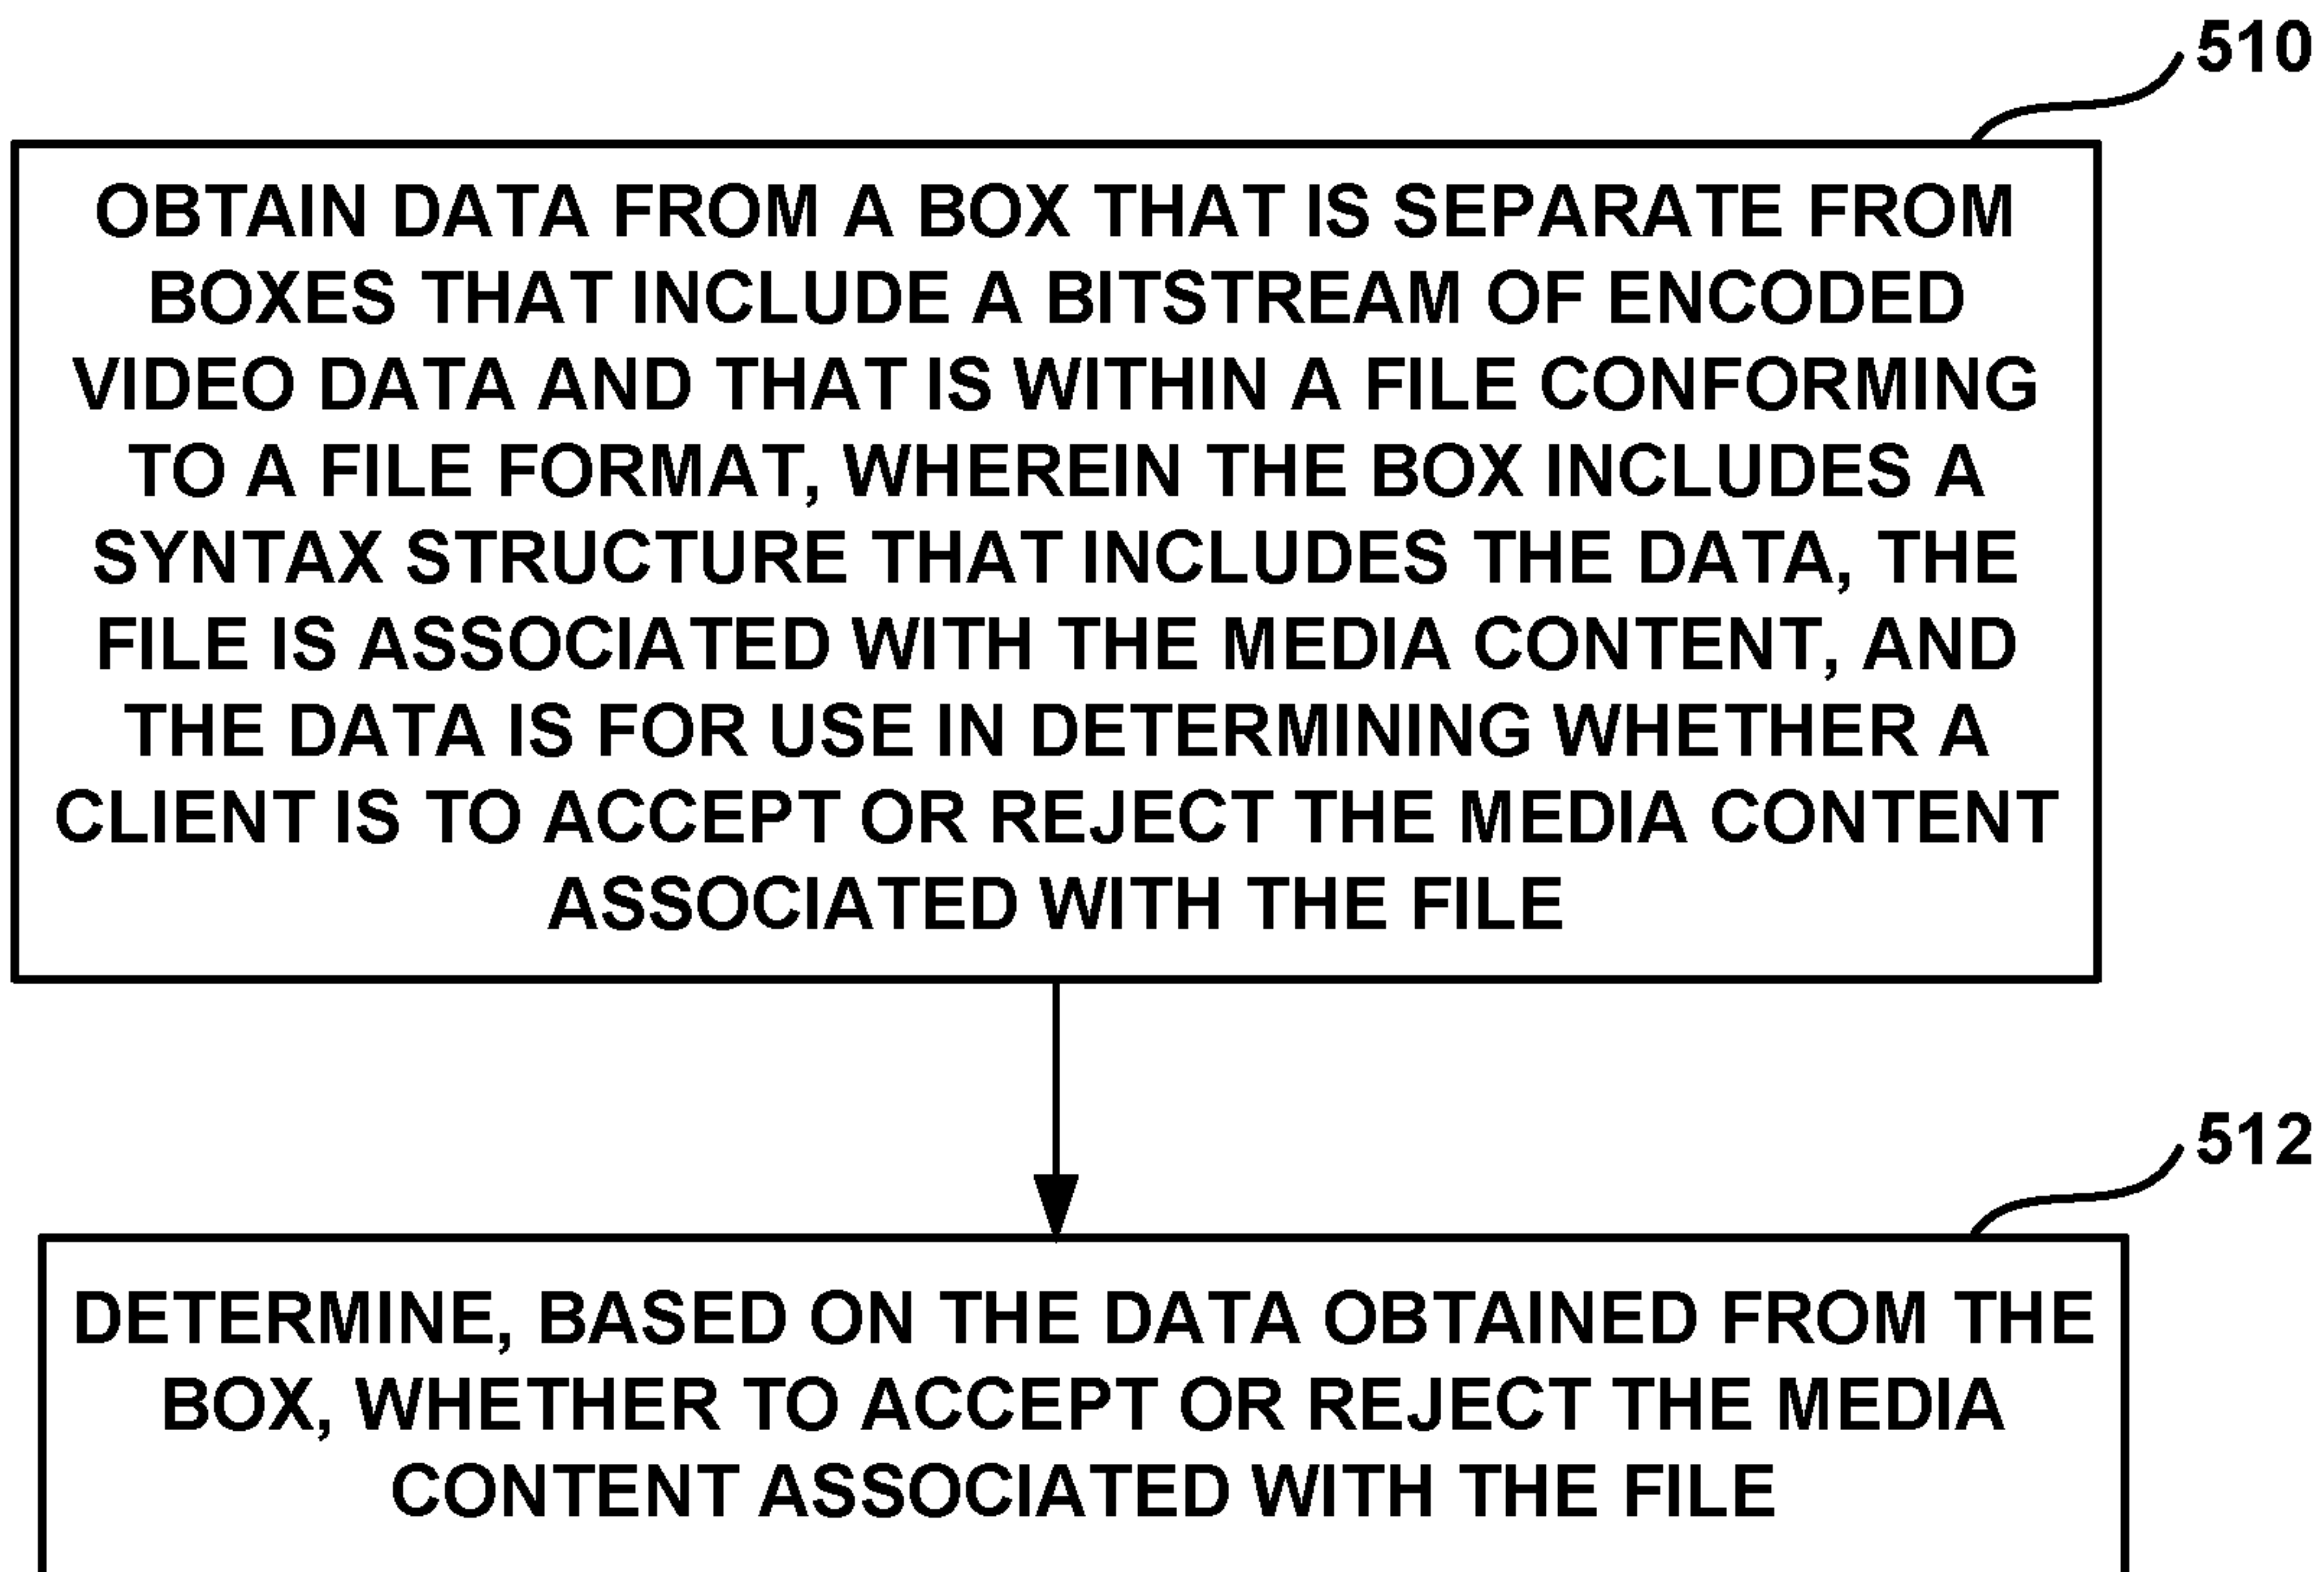 510
OBTAIN DATA FROM A BOX THAT IS SEPARATE FROM
BOXES THAT INCLUDE A BITSTREAM OF ENCODED
VIDEO DATA AND THAT IS WITHIN A FILE CONFORMING
TO A FILE FORMAT, WHEREIN THE BOX INCLUDES A
SYNTAX STRUCTURE THAT INCLUDES THE DATA, THE
FILE IS ASSOCIATED WITH THE MEDIA CONTENT, AND
THE DATA IS FOR USE IN DETERMINING WHETHER A
CLIENT IS TO ACCEPT OR REJECT THE MEDIA CONTENT
ASSOCIATED WITH THE FILE
512
DETERMINE, BASED ON THE DATA OBTAINED FROM THE
BOX, WHETHER TO ACCEPT OR REJECT THE MEDIA
CONTENT ASSOCIATED WITH THE FILE